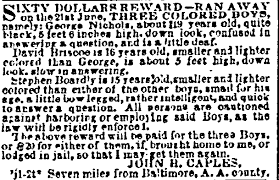 SIXTY DOLLARS REWARD—RAN AWAY
on the 21st June, THREE COLORED BOYS,
namely: George Nichols, about 19 years old, quite
black, 5 feet 6 inches high, down look, confused in
answering a question, and is a little deaf.
David Briscoe is 16 years old, smaller and lighter
colored than George, is about 5 feet high, down
look, slow in answering.
Stephen Boardly is 15 years old, smaller and lighter
colored than either of the other boys, small for his
age, a little bow legged, rather intelligent, and quick
to answer a question. All persons are cautioned
against harboring or employing said Boys, as the
law will be rigidly enforced.
The above reward will be paid for the three Boys,
or $20 for either of them, if brought home to me, or
lodged in jail, so that I may get them again.
JOHN H. CAPLES,
Seven miles from Baltimore, A. A. county.